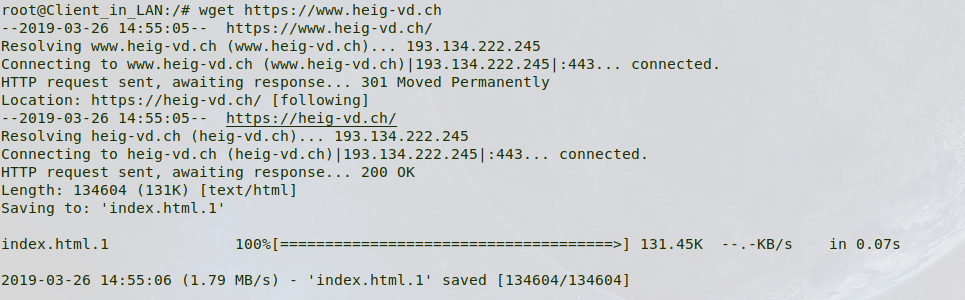 root@Client_in_LAN:/# wget https://www.heig-vd.ch
--2019-03-26 14:55:05--  https://www.heig-vd.ch/
Resolving www.heig-vd.ch (www.heig-vd.ch)... 193.134.222.245
Connecting to www.heig-vd.ch (www.heig-vd.ch)|193.134.222.245|:443... connected.
HTTP request sent, awaiting response... 301 Moved Permanently
Location: https://heig-vd.ch/ [following]
--2019-03-26 14:55:05--  https://heig-vd.ch/
Resolving heig-vd.ch (heig-vd.ch)... 193.134.222.245
Connecting to heig-vd.ch (heig-vd.ch)|193.134.222.245|:443... connected.
HTTP request sent, awaiting response... 200 OK
Length: 134604 (131K) [text/html]
Saving to: 'index.html.1'
index.html.1              100%[=====================================>] 131.45K  --.-KB/s    in 0.07s
2019-03-26 14:55:06 (1.79 MB/s) - 'index.html.1' saved [134604/134604]